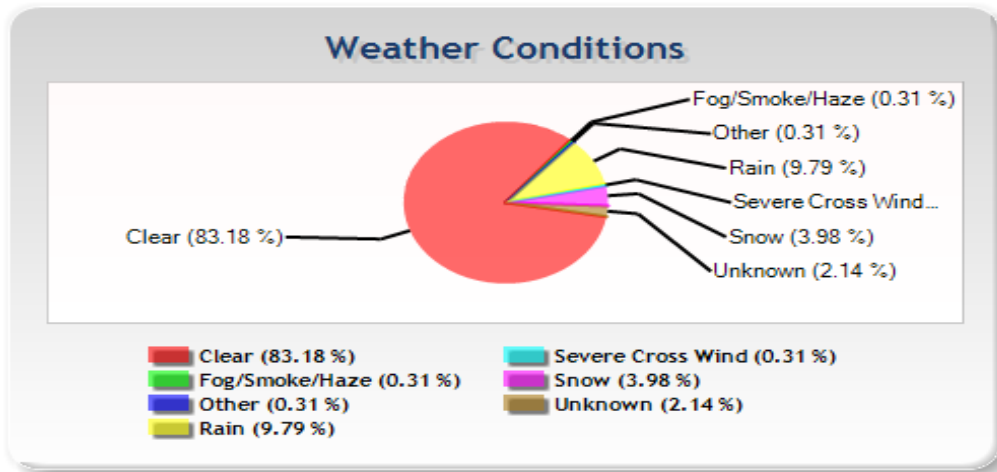 Weather Conditions
Fog/Smoke/Haze (0.31 %)
Other (0.31 %)
Rain (9.79 %)
Severe Cross Wind...
Clear (83.18 %)
Snow (3.98 %)
Unknown (2.14 %)
Clear (83.18 %)
Severe Cross Wind (0.31 %)
Fog/Smoke/Haze (0.31 %)
Snow (3.98 %)
Other (0.31 %)
Unknown (2.14 %)
Rain (9.79 %)